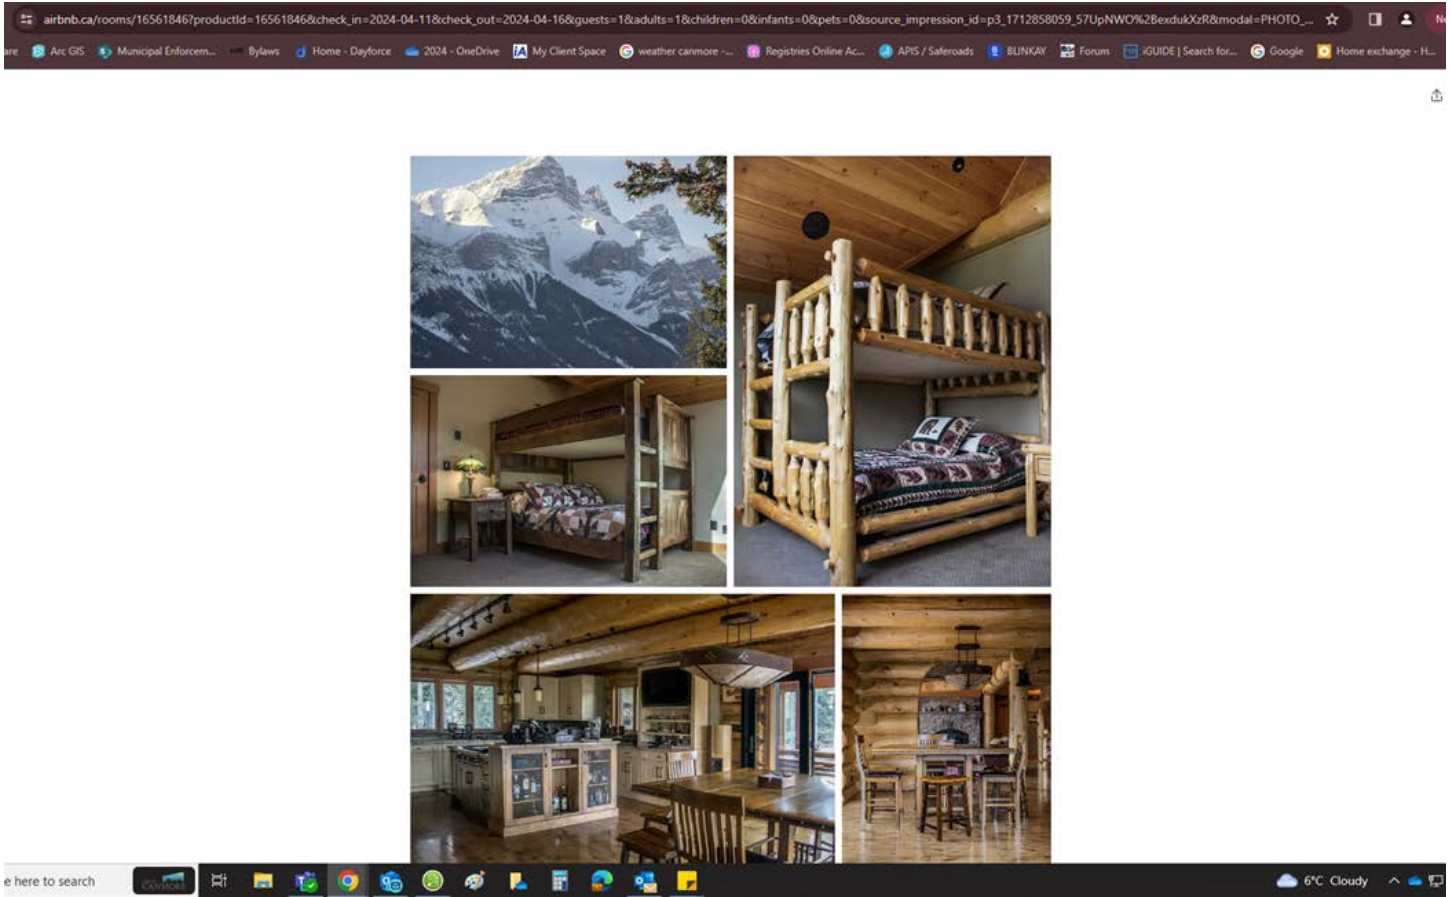 airbnb.ca/rooms/16561846?productId=16561846&check_in=2024-04-11&check_out=2024-04-16&guests=1&adults=1&children=0&infants=0&pets=0&source_impression_id=p3_1712858059_57UpNWO%2BexdukXzR&modal=PHOTO_...
are Arc GIS Municipal Enforcem... Bylaws Home - Dayforce 2024 - OneDrive iA My Client Space weather canmore -... Registries Online Ac... APIS / Saferoads BLINKAY Forum iGUIDE | Search for... Google Home exchange - H...
e here to search CANMORE 6°C Cloudy